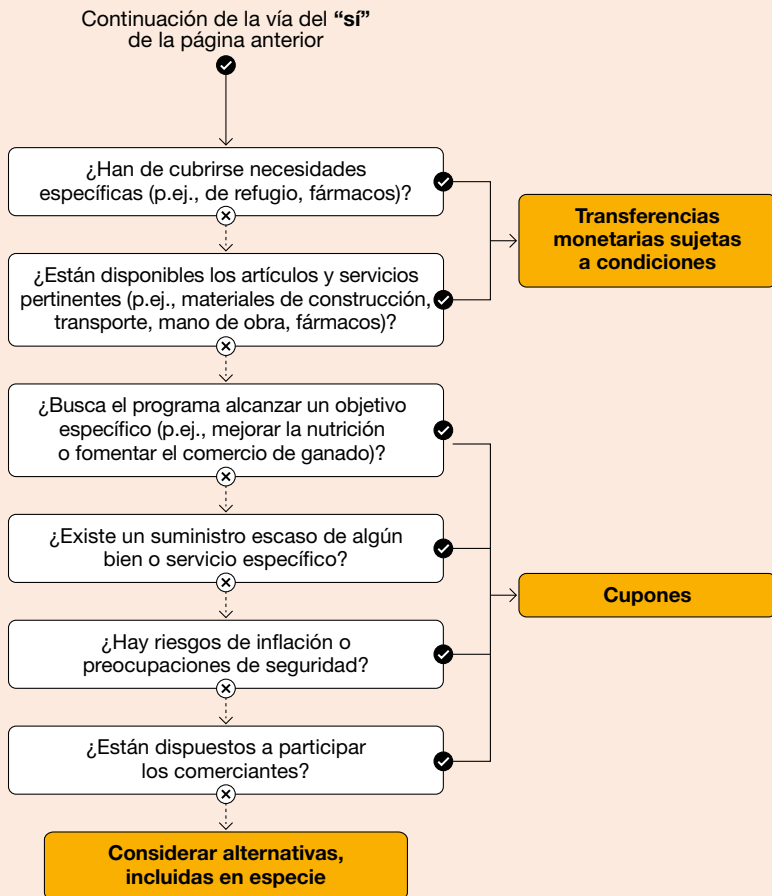 Continuación de la vía del “sí”
de la página anterior
¿Han de cubrirse necesidades
específicas (p.ej., de refugio, fármacos)?
Transferencias
monetarias sujetas
a condiciones
¿Están disponibles los artículos y servicios
pertinentes (p.ej., materiales de construcción,
transporte, mano de obra, fármacos)?
¿Busca el programa alcanzar un objetivo
específico (p.ej., mejorar la nutrición
o fomentar el comercio de ganado)?
¿Existe un suministro escaso de algún
bien o servicio específico?
Cupones
¿Hay riesgos de inflación o
preocupaciones de seguridad?
¿Están dispuestos a participar
los comerciantes?
Considerar alternativas,
incluidas en especie